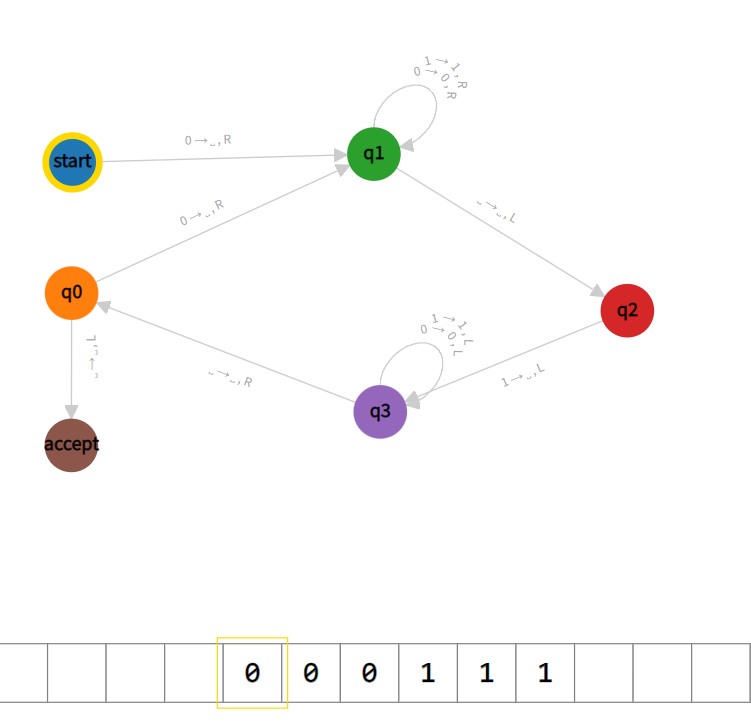 1→1,R
0→0,R
0→␣,R
start
q1
0→␣,R
␣→␣,L
q0
q2
1→1,L
0→0,L
␣→␣,L
␣→␣,R
1→␣,L
q3
accept
0 0 0 1 1 1